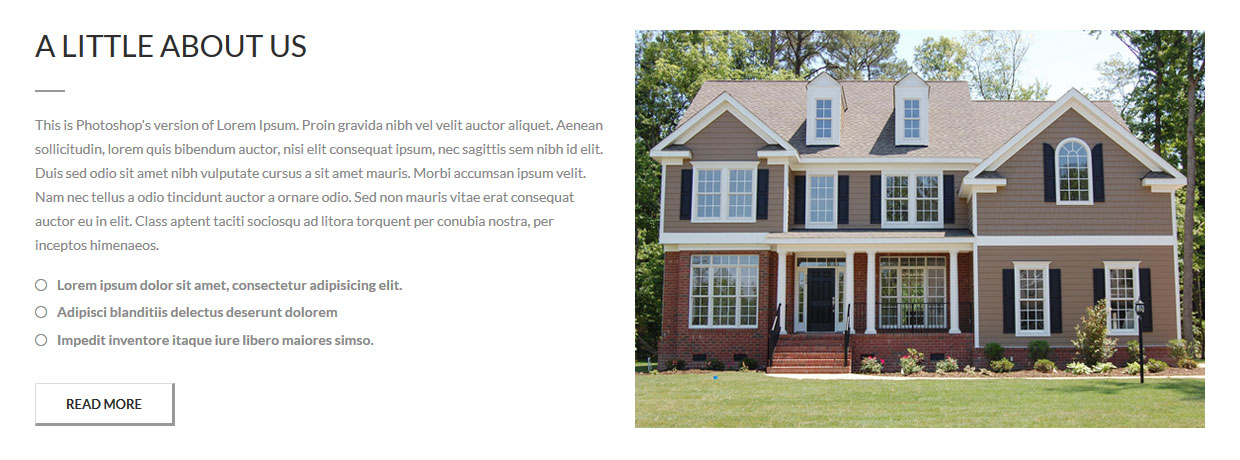 A LITTLE ABOUT US
This is Photoshop's version of Lorem Ipsum. Proin gravida nibh vel velit auctor aliquet. Aenean
sollicitudin, lorem quis bibendum auctor, nisi elit consequat ipsum, nec sagittis sem nibh id elit.
Duis sed odio sit amet nibh vulputate cursus a sit amet mauris. Morbi accumsan ipsum velit.
Nam nec tellus a odio tincidunt auctor a ornare odio. Sed non mauris vitae erat consequat
auctor eu in elit. Class aptent taciti sociosqu ad litora torquent per conubia nostra, per
inceptos himenaeos.
Lorem ipsum dolor sit amet, consectetur adipisicing elit.
Adipisci blanditiis delectus deserunt dolorem
Impedit inventore itaque iure libero maiores simso.
READ MORE